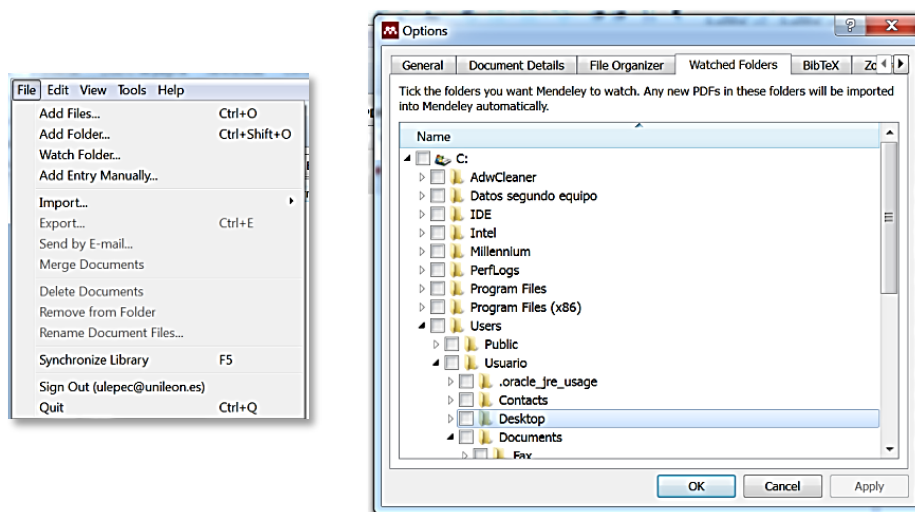 File Edit View Tools Help
Add Files... Ctrl+O
Add Folder... Ctrl+Shift+O
Watch Folder...
Add Entry Manually...
Import...
Export... Ctrl+E
Send by E-mail...
Merge Documents
Delete Documents
Remove from Folder
Rename Document Files...
Synchronize Library F5
Sign Out (ulepec@unileon.es)
Quit Ctrl+Q
Options
General Document Details File Organizer Watched Folders BibTeX Zo
Tick the folders you want Mendeley to watch. Any new PDFs in these folders will be imported
into Mendeley automatically.
Name
C:
AdwCleaner
Datos segundo equipo
IDE
Intel
Millennium
PerfLogs
Program Files
Program Files (x86)
Users
Public
Usuario
.oracle_jre_usage
Contacts
Desktop
Documents
Fax
OK Cancel Apply